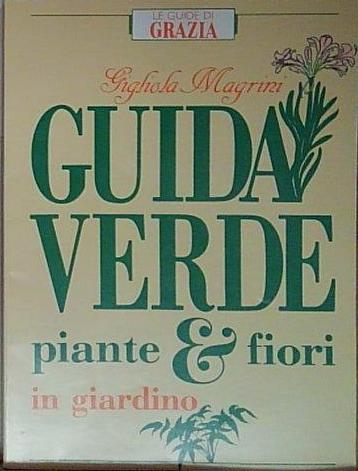 LE GUIDE DI
GRAZIA
Gigliola Magrini
GUIDA
VERDE
piante & fiori
in giardino